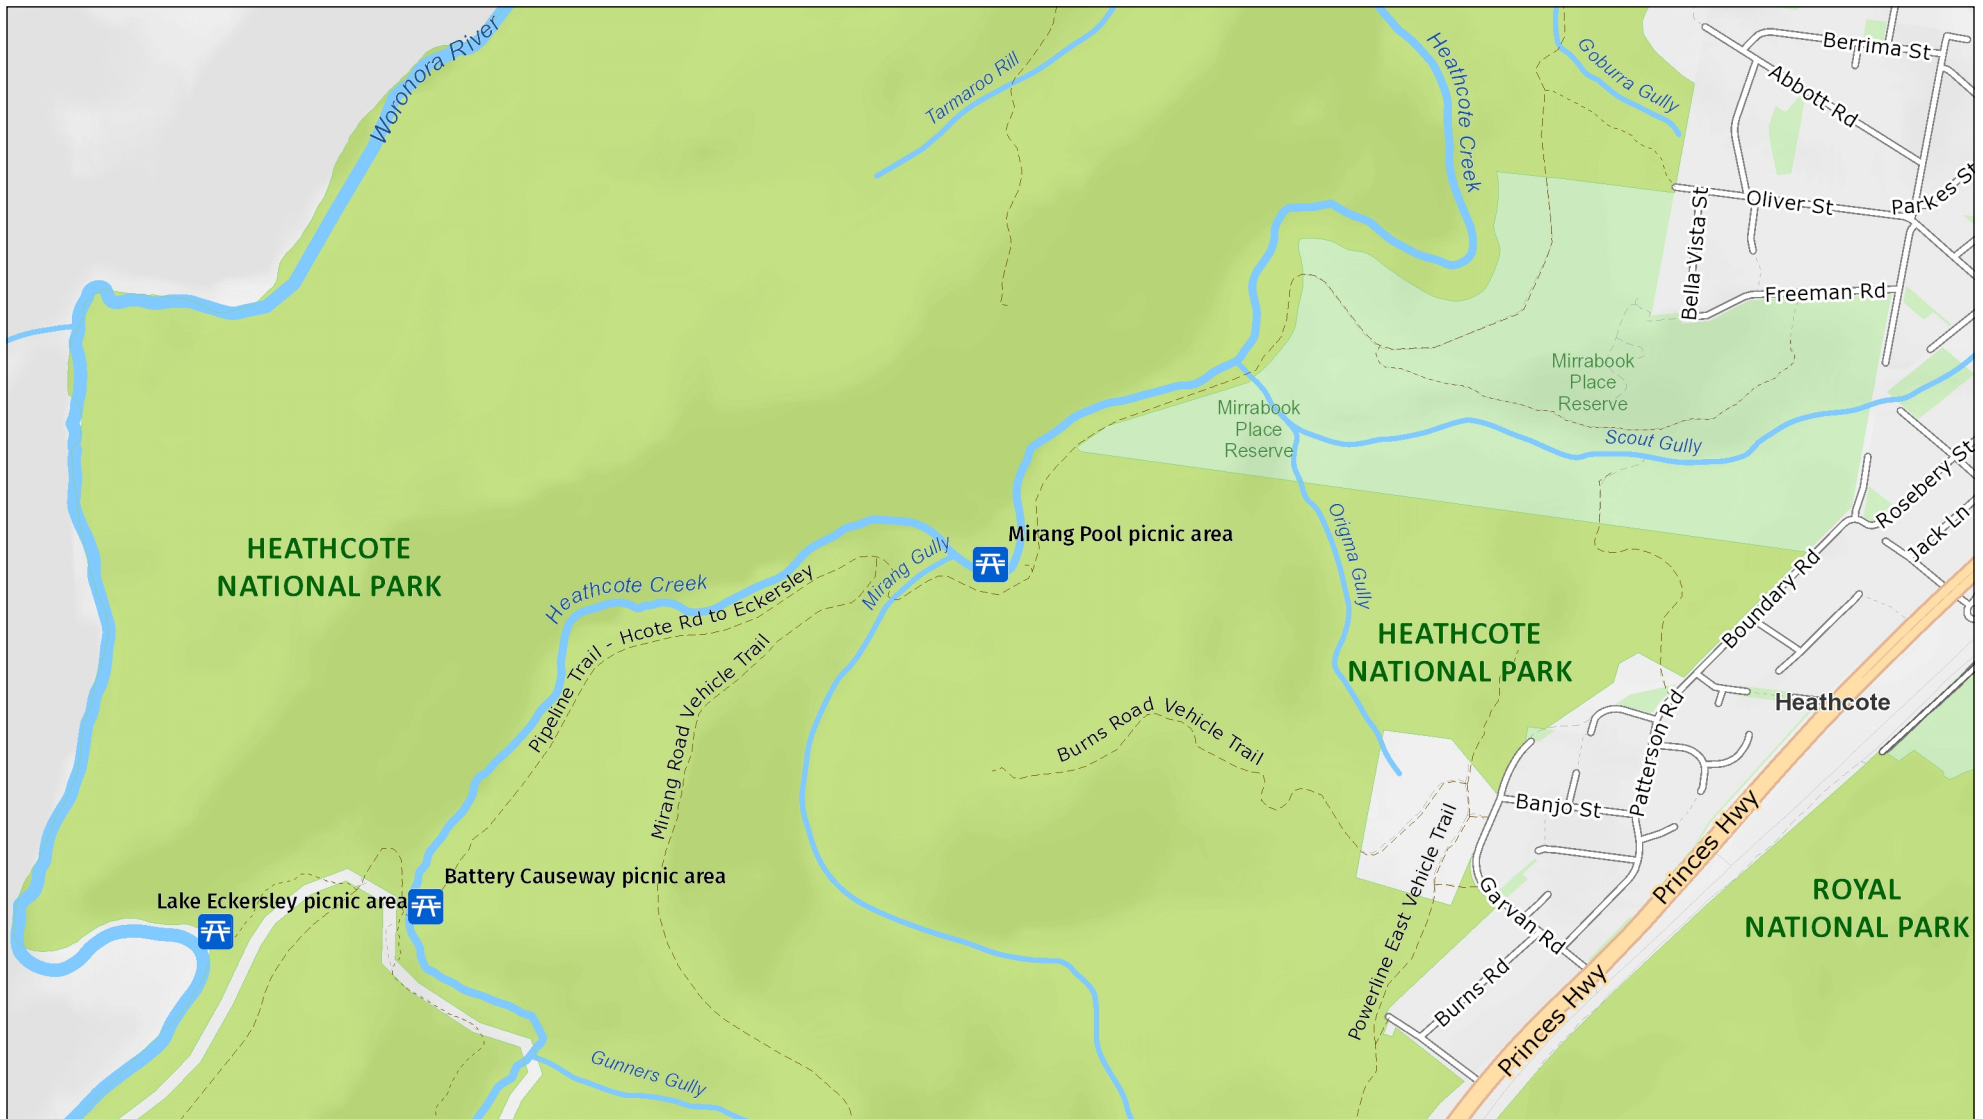 Woronora River
Tarmaroo Rill
Heathcote Creek
Goburra Gully
Berrima St
Abbott Rd
Oliver St
Parkes St
Bella Vista St
Freeman Rd
Mirrabook
Place
Reserve
Mirrabook
Place
Reserve
Scout Gully
Rosebery St
Jack Ln
Origma Gully
Mirang Pool picnic area
Mirang Gully
HEATHCOTE
NATIONAL PARK
Heathcote Creek
Pipeline Trail - Hcote Rd to Eckersley
Mirang Road Vehicle Trail
HEATHCOTE
NATIONAL PARK
Boundary Rd
Heathcote
Patterson Rd
Burns Road Vehicle Trail
Banjo St
Princes Hwy
Powerline East Vehicle Trail
Battery Causeway picnic area
Lake Eckersley picnic area
Garvan Rd
ROYAL
NATIONAL PARK
Burns Rd
Princes Hwy
Gunners Gully